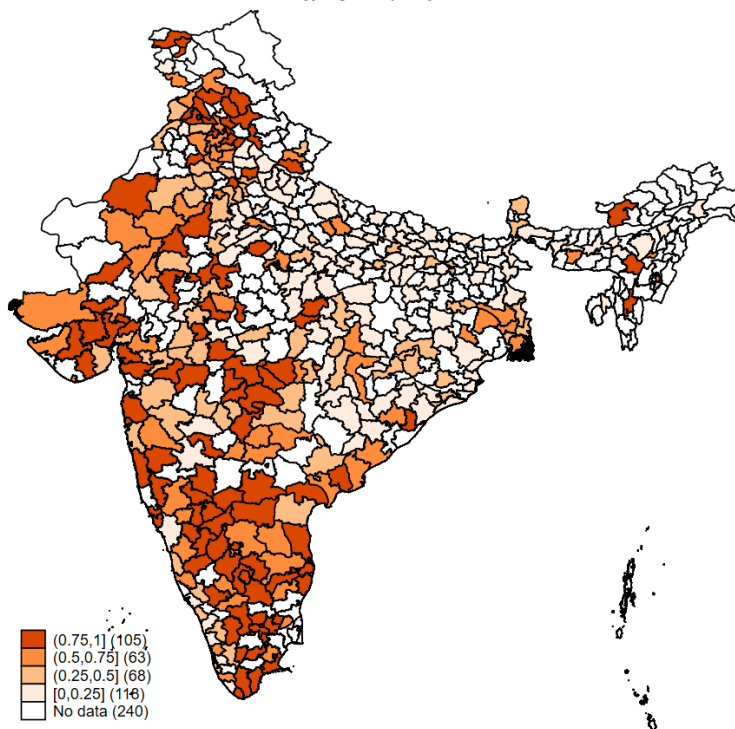 (0.75,1] (105)
(0.5,0.75] (63)
(0.25,0.5] (68)
[0,0.25]
No data (240)